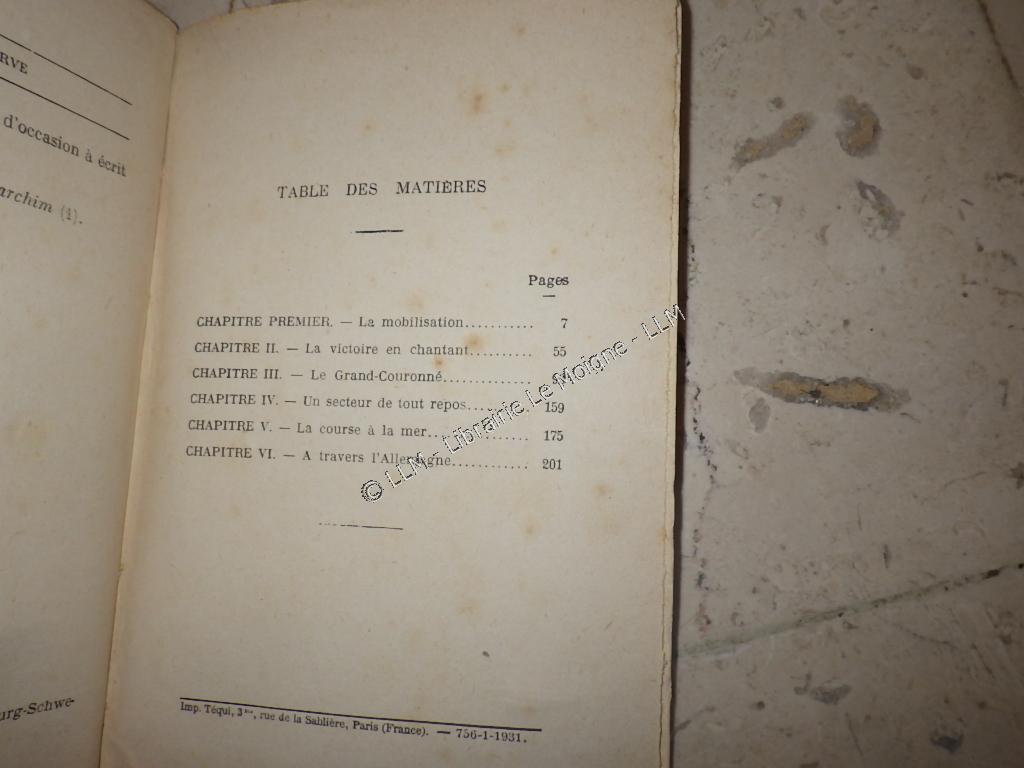 RVE
d'occasion à écrit
archim (1).
urg-Schwe-
TABLE DES MATIÈRES
Pages
CHAPITRE PREMIER. — La mobilisation........... 7
CHAPITRE II. — La victoire en chantant.......... 55
CHAPITRE III. — Le Grand-Couronné..............
CHAPITRE IV. — Un secteur de tout repos.......... 159
CHAPITRE V. — La course à la mer................ 175
CHAPITRE VI. — A travers l'Allemagne............ 201
Imp. Téqui, 3 bis, rue de la Sablière, Paris (France). — 756-1-1931.
© LLM - Librairie Le Moigne - LLM